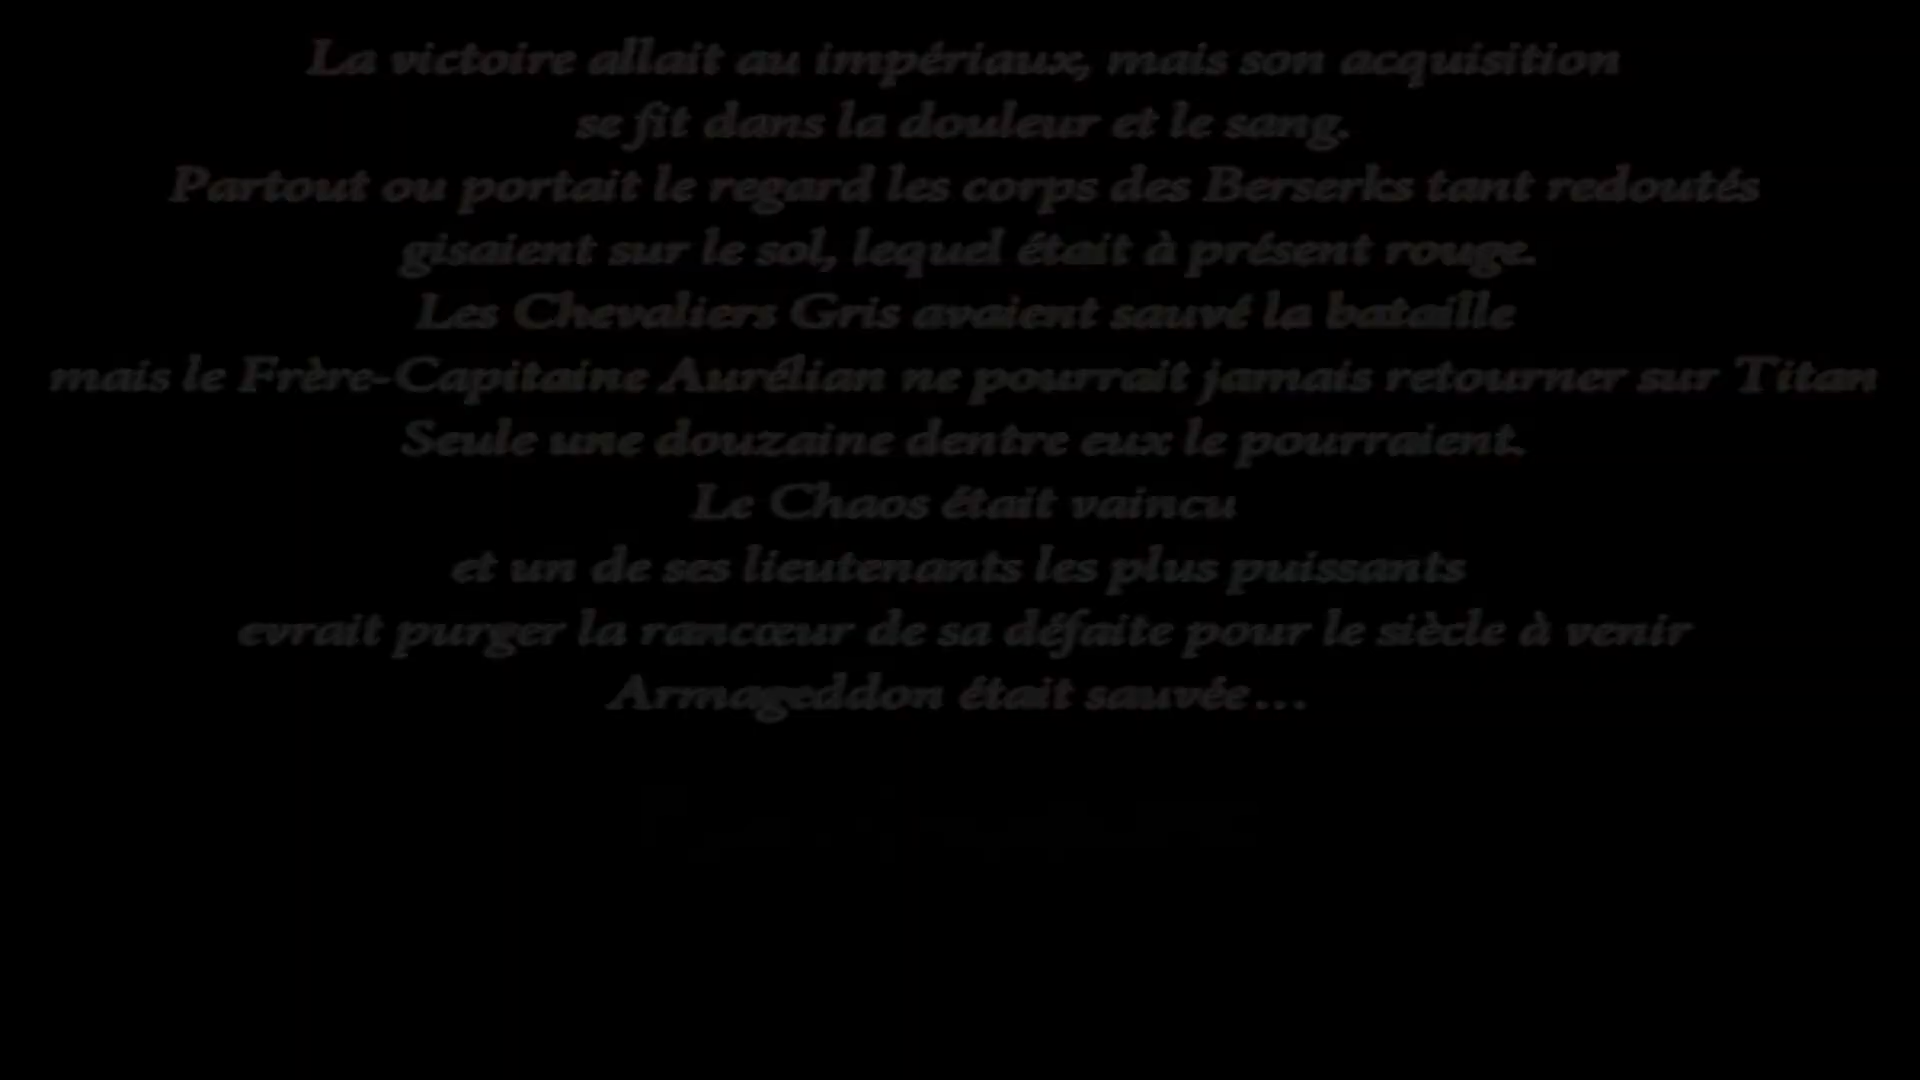 La victoire allait au impériaux, mais son acquisition
se fit dans la douleur et le sang.
Partout ou portait le regard les corps des Berserks tant redoutés
gisaient sur le sol, lequel était à présent rouge.
Les Chevaliers Gris avaient sauvé la bataille
mais le Frère-Capitaine Aurélian ne pourrait jamais retourner sur Titan
Seule une douzaine dentre eux le pourraient.
Le Chaos était vaincu
et un de ses lieutenants les plus puissants
evrait purger la rancœur de sa défaite pour le siècle à venir
Armageddon était sauvée...